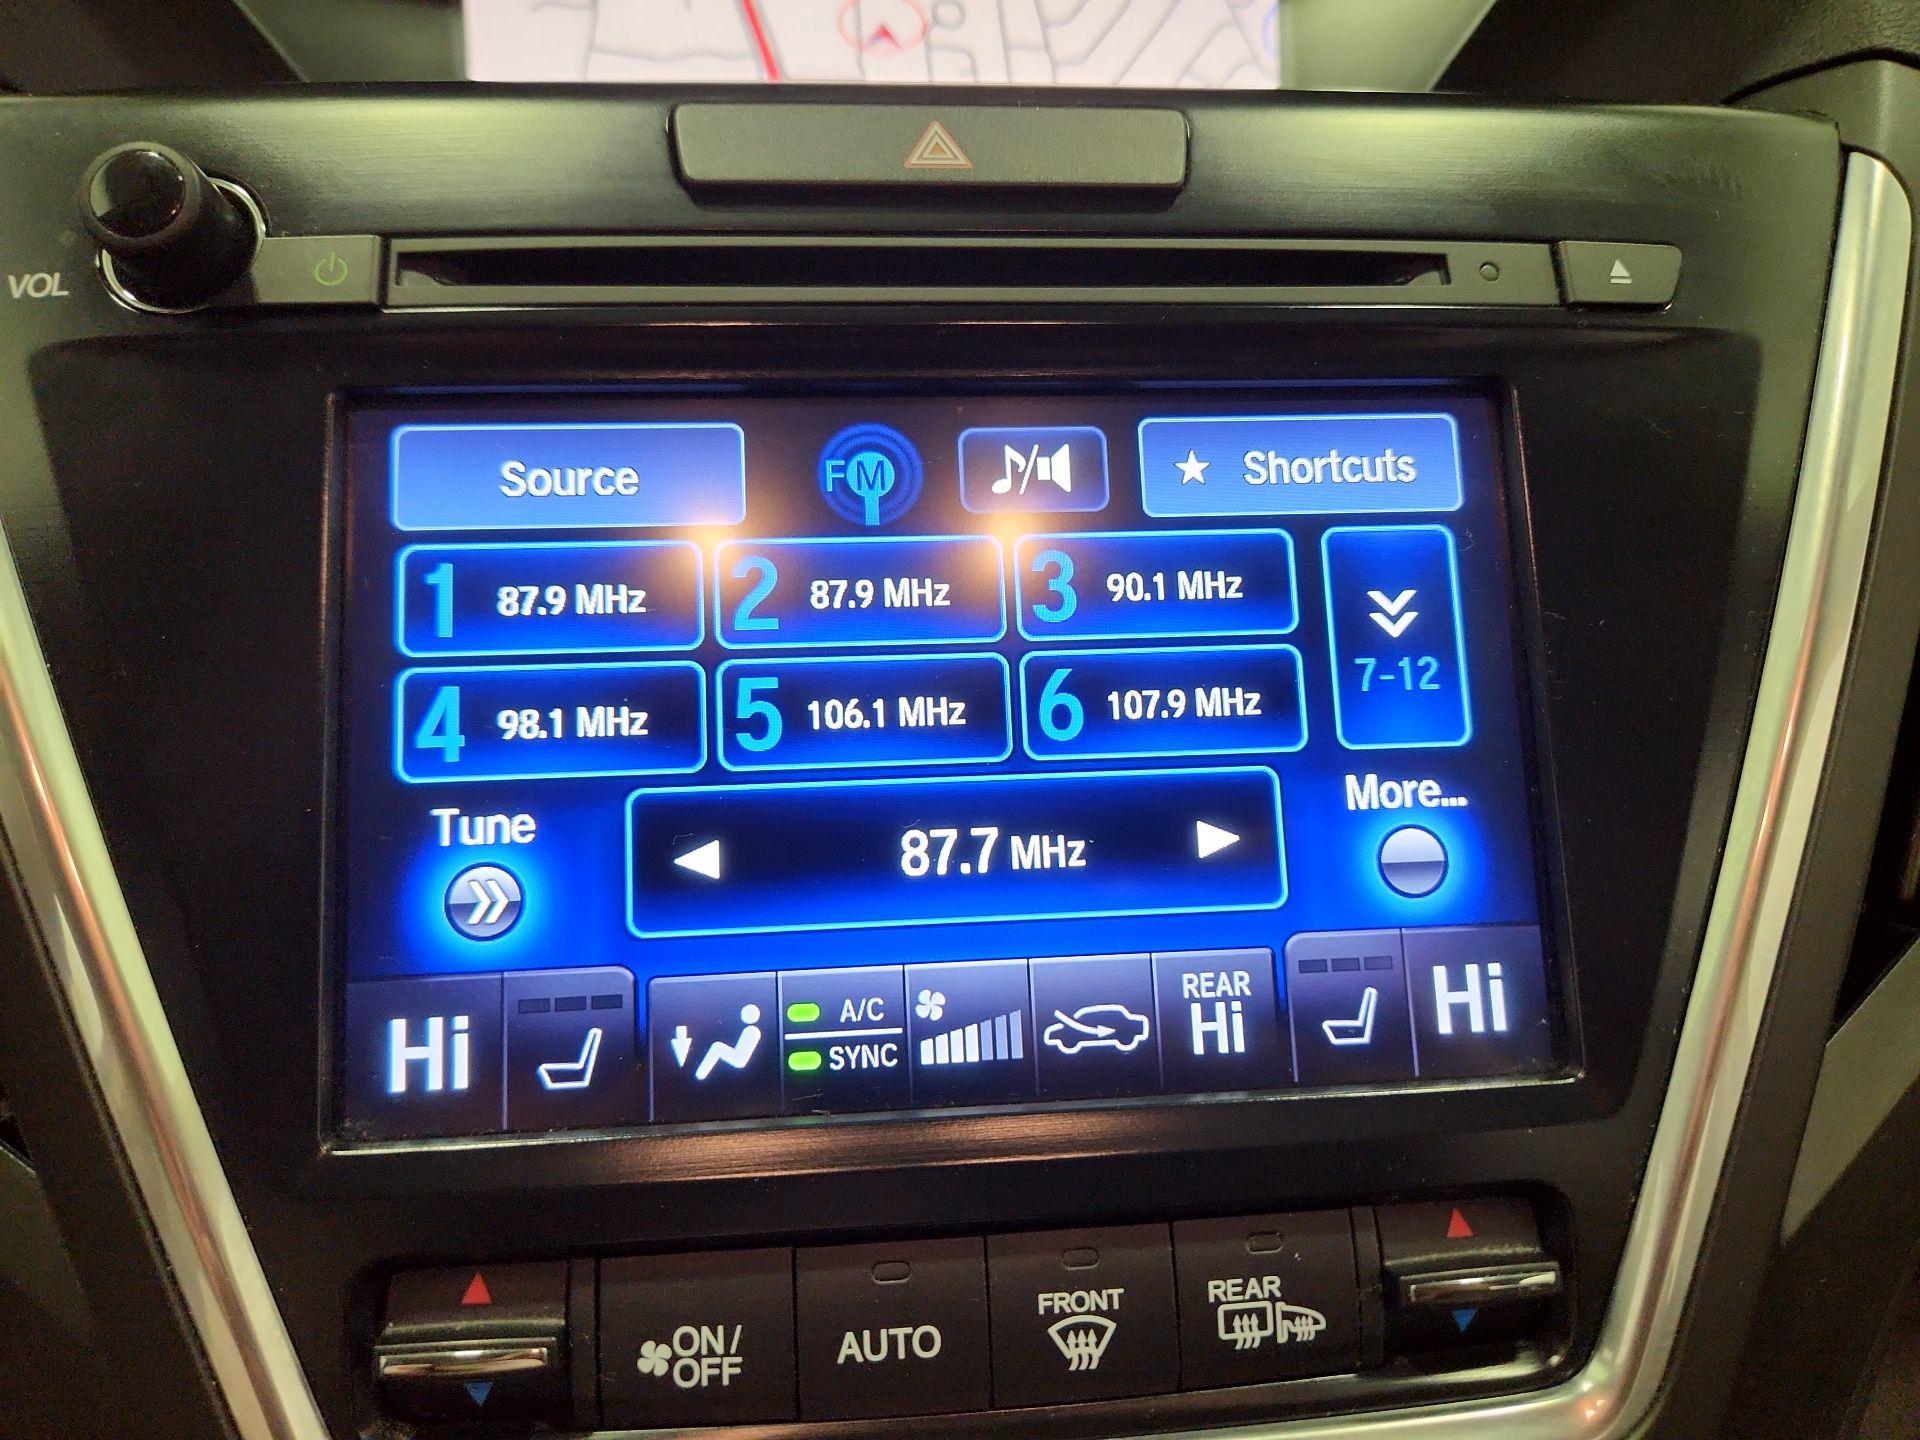 VOL
Source
FM
★ Shortcuts
1 87.9 MHz
2 87.9 MHz
3 90.1 MHz
4 98.1 MHz
5 106.1 MHz
6 107.9 MHz
7-12
Tune
87.7 MHz
More...
Hi
A/C
SYNC
REAR
Hi
Hi
ON/
OFF
AUTO
FRONT
REAR